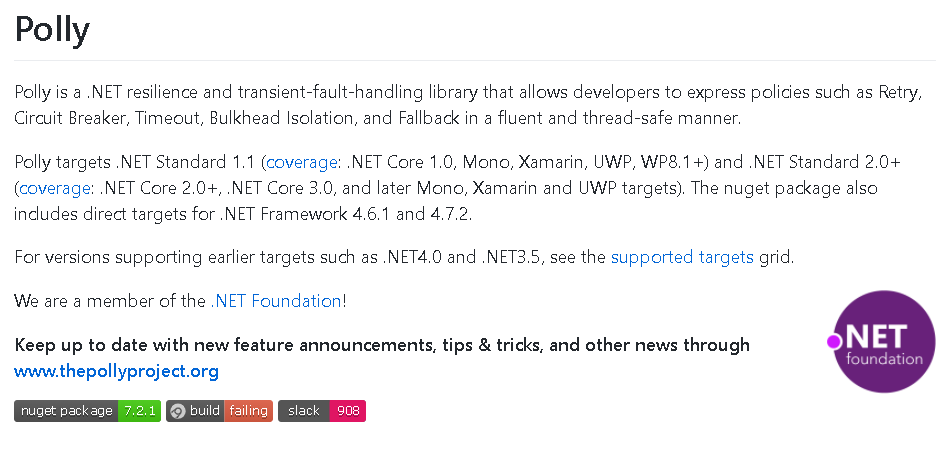 Polly
Polly is a .NET resilience and transient-fault-handling library that allows developers to express policies such as Retry,
Circuit Breaker, Timeout, Bulkhead Isolation, and Fallback in a fluent and thread-safe manner.
Polly targets .NET Standard 1.1 (coverage: .NET Core 1.0, Mono, Xamarin, UWP, WP8.1+) and .NET Standard 2.0+
(coverage: .NET Core 2.0+, .NET Core 3.0, and later Mono, Xamarin and UWP targets). The nuget package also
includes direct targets for .NET Framework 4.6.1 and 4.7.2.
For versions supporting earlier targets such as .NET4.0 and .NET3.5, see the supported targets grid.
We are a member of the .NET Foundation!
Keep up to date with new feature announcements, tips & tricks, and other news through
www.thepollyproject.org
.NET
foundation
nuget package 7.2.1 build failing slack 908